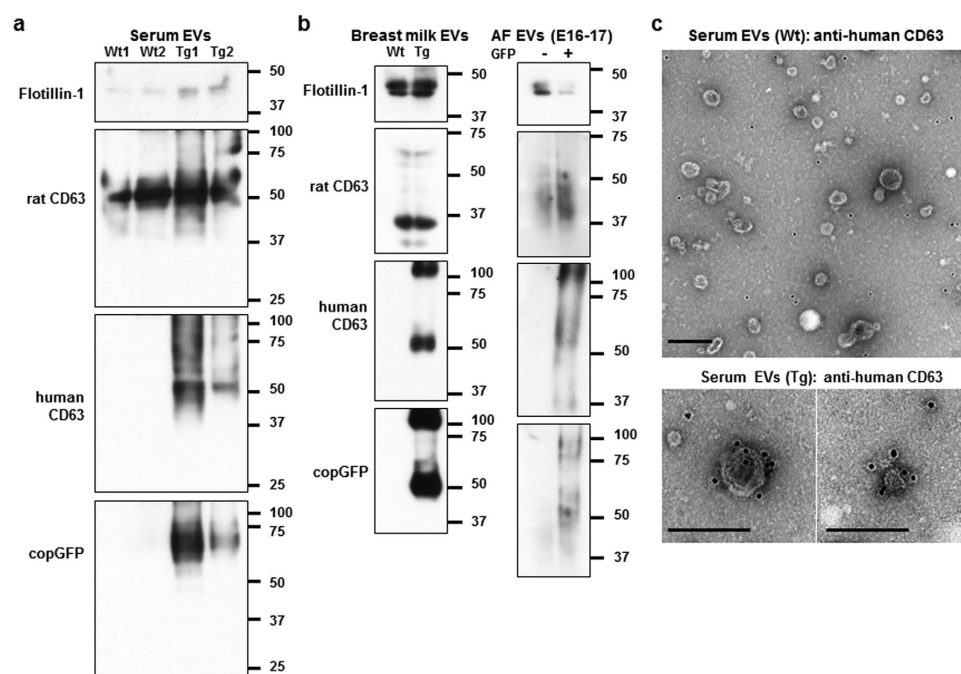 a
Serum EVs
Wt1 Wt2 Tg1 Tg2
Flotillin-1
50
37
rat CD63
100
75
50
37
25
human
CD63
100
75
50
37
25
copGFP
100
75
50
37
25
b
Breast milk EVs
Wt Tg
Flotillin-1
50
37
rat CD63
75
50
37
human
CD63
100
75
50
37
copGFP
100
75
50
37
AF EVs (E16-17)
GFP - +
50
37
75
50
37
100
75
50
37
100
75
50
37
c
Serum EVs (Wt): anti-human CD63
Serum EVs (Tg): anti-human CD63